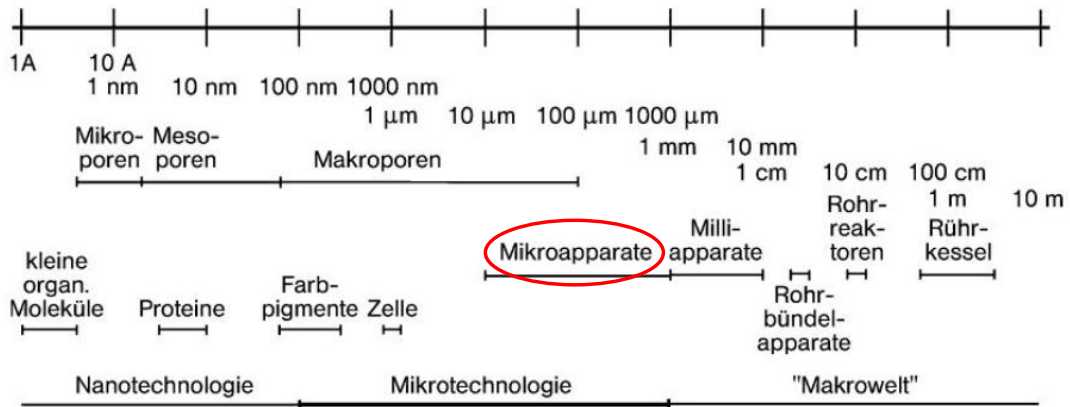 1A 10 A
1 nm 10 nm 100 nm 1000 nm
1 μm 10 μm 100 μm 1000 μm
1 mm 10 mm
1 cm 10 cm 100 cm
1 m 10 m
Mikro-
poren
Meso-
poren
Makroporen
Mikroapparate
Milli-
apparate
Rohr-
reak-
toren
Rühr-
kessel
kleine
organ.
Moleküle
Proteine
Farb-
pigmente
Zelle
Rohr-
bündel-
apparate
Nanotechnologie Mikrotechnologie "Makrowelt"